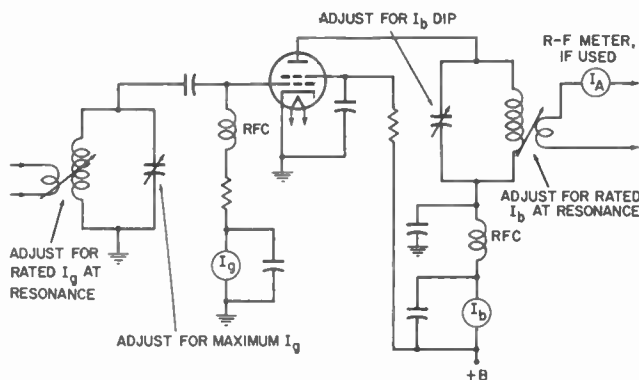 ADJUST FOR Ib DIP
R-F METER,
IF USED
IA
RFC
ADJUST FOR RATED
Ib AT RESONANCE
RFC
ADJUST FOR
RATED Ig AT
RESONANCE
Ig
Ib
ADJUST FOR MAXIMUM Ig
+B